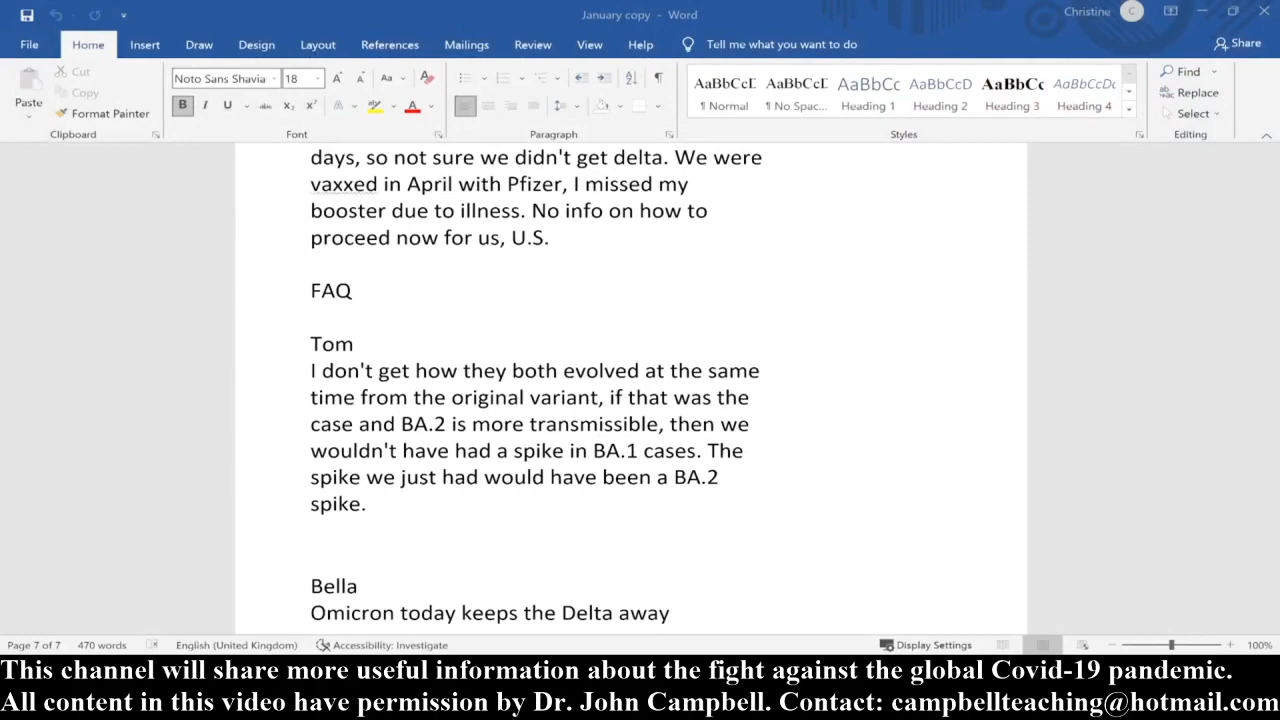 January copy - Word
Christine
C
File
Home
Insert
Draw
Design
Layout
References
Mailings
Review
View
Help
Tell me what you want to do
Share
Paste
Cut
Copy
Format Painter
Clipboard
Noto Sans Shavia
18
Font
Paragraph
AaBbCcD AaBbCcD AaBbCc AaBbCcD AaBbCc AaBbCcDc
¶ Normal
¶ No Spac...
Heading 1
Heading 2
Heading 3
Heading 4
Styles
Find
Replace
Select
Editing
days, so not sure we didn't get delta. We were
vaxxed in April with Pfizer, I missed my
booster due to illness. No info on how to
proceed now for us, U.S.
FAQ
Tom
I don't get how they both evolved at the same
time from the original variant, if that was the
case and BA.2 is more transmissible, then we
wouldn't have had a spike in BA.1 cases. The
spike we just had would have been a BA.2
spike.
Bella
Omicron today keeps the Delta away
Page 7 of 7
470 words
English (United Kingdom)
Accessibility: Investigate
Display Settings
100%
This channel will share more useful information about the fight against the global Covid-19 pandemic.
All content in this video have permission by Dr. John Campbell. Contact: campbellteaching@hotmail.com